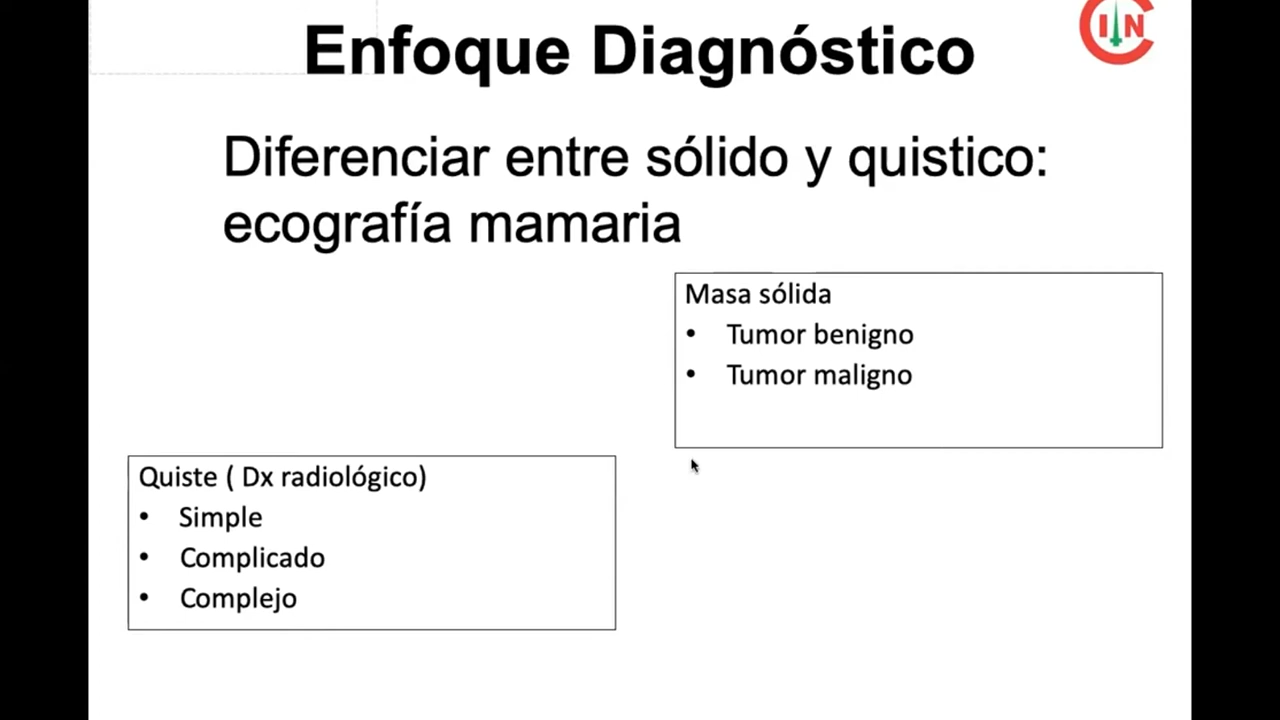 Enfoque Diagnóstico
CIN
Diferenciar entre sólido y quistico:
ecografía mamaria
Masa sólida
• Tumor benigno
• Tumor maligno
Quiste ( Dx radiológico)
• Simple
• Complicado
• Complejo